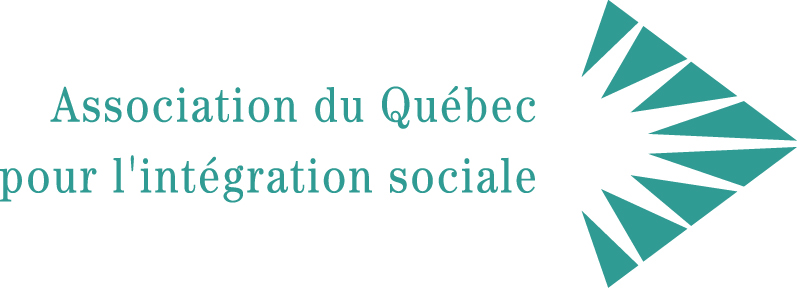 Association du Québec
pour l'intégration sociale